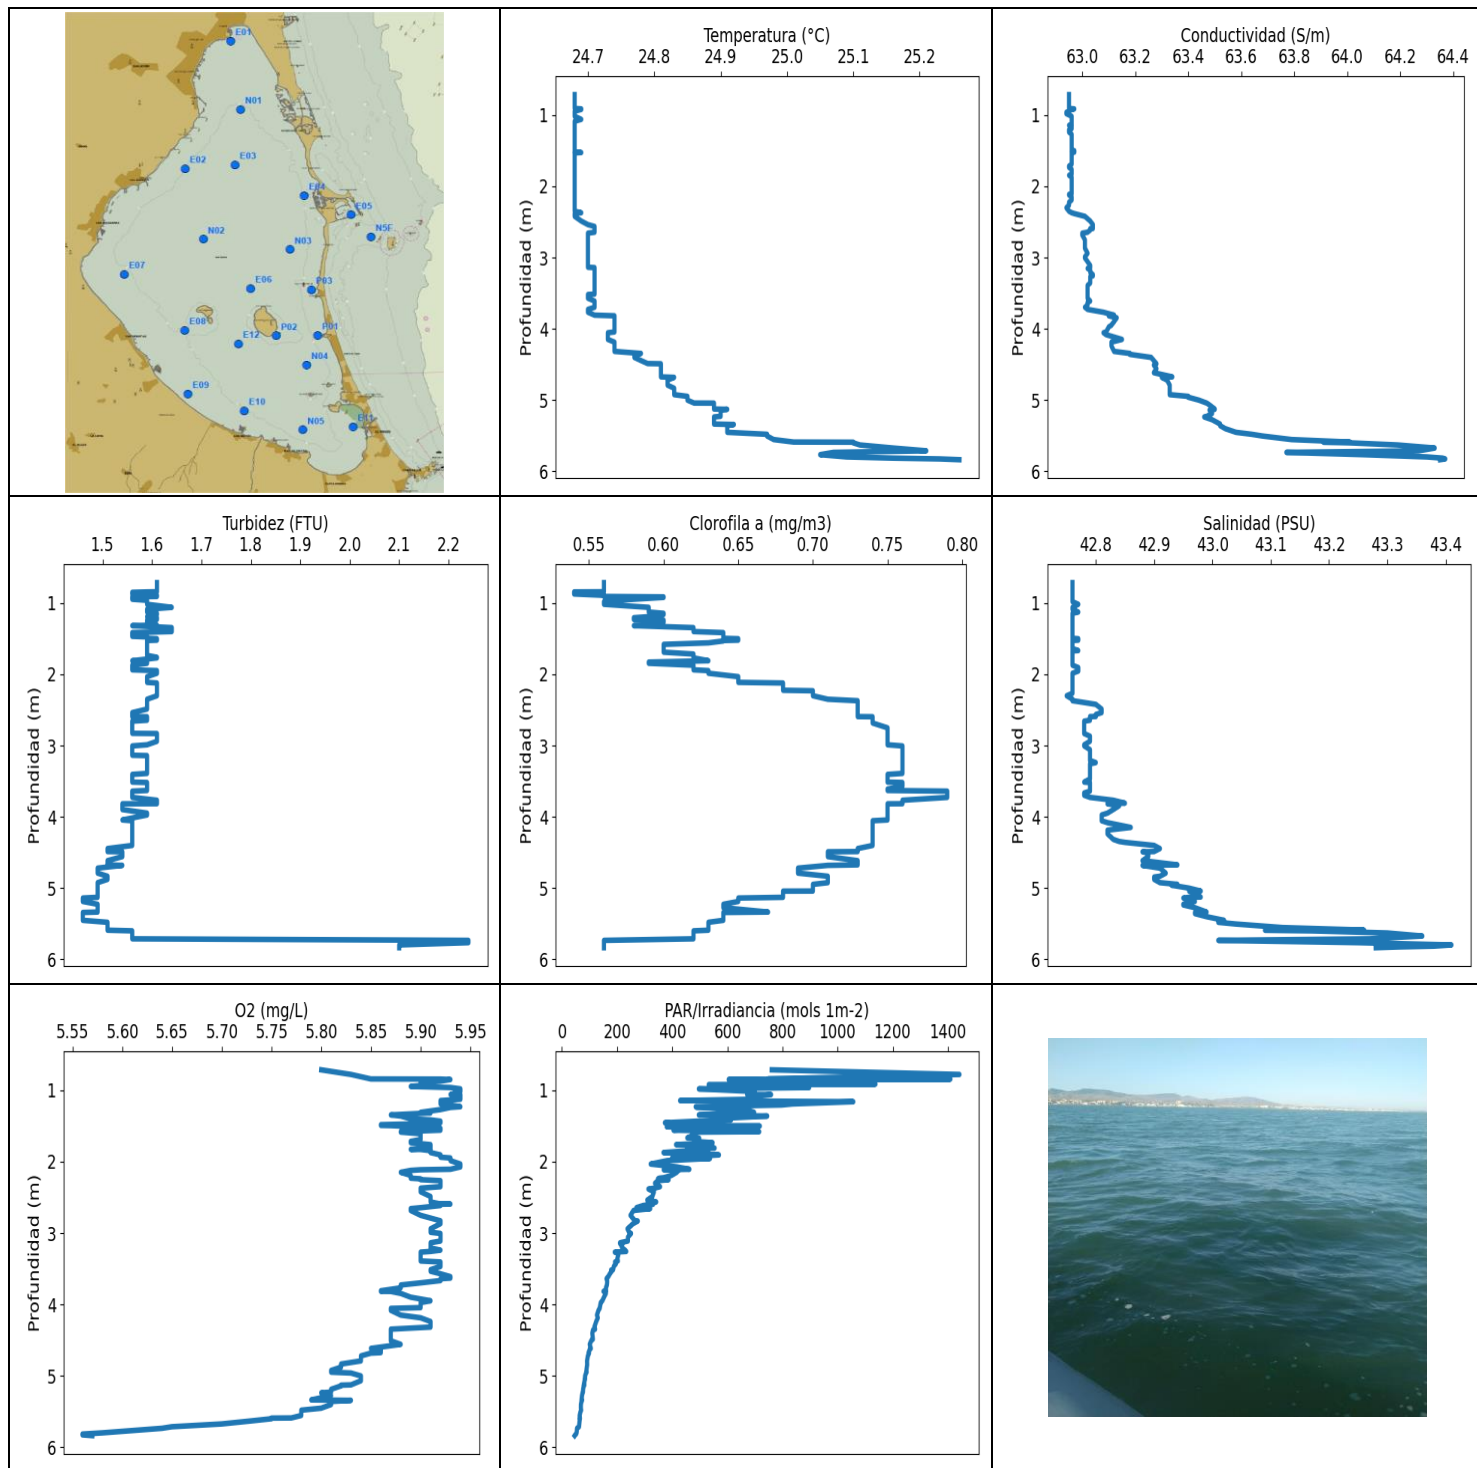 E01
N01
E02
E03
E04
E05
N5F
N02
N03
E07
E06
P03
E08
P02
P01
E12
N04
E09
E10
N05
E11
Temperatura (°C)
24.7 24.8 24.9 25.0 25.1 25.2
Profundidad (m)
1
2
3
4
5
6
Conductividad (S/m)
63.0 63.2 63.4 63.6 63.8 64.0 64.2 64.4
Profundidad (m)
1
2
3
4
5
6
Turbidez (FTU)
1.5 1.6 1.7 1.8 1.9 2.0 2.1 2.2
Profundidad (m)
1
2
3
4
5
6
Clorofila a (mg/m3)
0.55 0.60 0.65 0.70 0.75 0.80
Profundidad (m)
1
2
3
4
5
6
Salinidad (PSU)
42.8 42.9 43.0 43.1 43.2 43.3 43.4
Profundidad (m)
1
2
3
4
5
6
O2 (mg/L)
5.55 5.60 5.65 5.70 5.75 5.80 5.85 5.90 5.95
Profundidad (m)
1
2
3
4
5
6
PAR/Irradiancia (mols 1m-2)
0 200 400 600 800 1000 1200 1400
Profundidad (m)
1
2
3
4
5
6